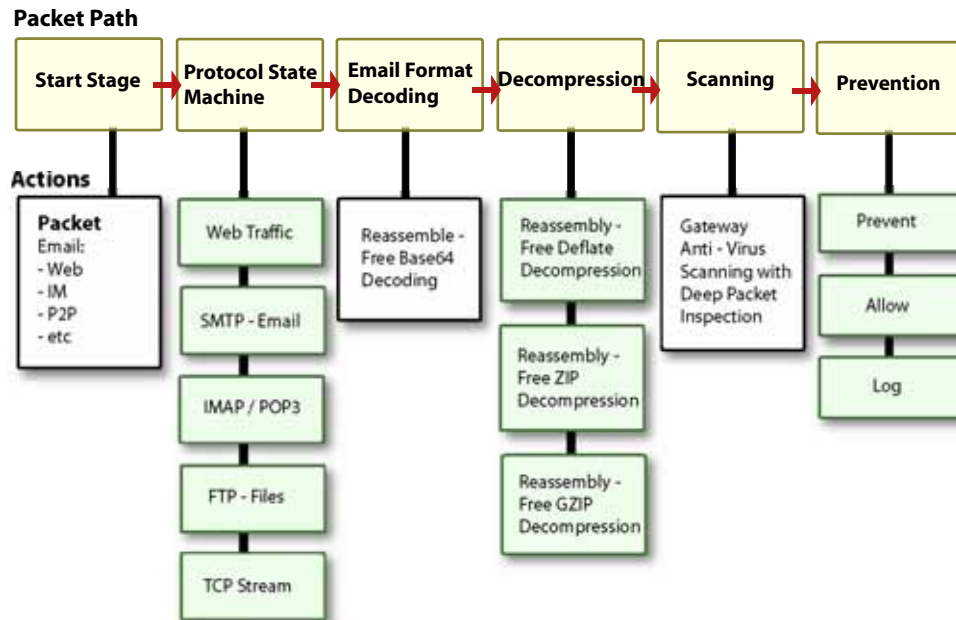 Packet Path
Start Stage
Protocol State
Machine
Email Format
Decoding
Decompression
Scanning
Prevention
Actions
Packet
Email:
- Web
- IM
- P2P
- etc
Web Traffic
SMTP - Email
IMAP / POP3
FTP - Files
TCP Stream
Reassemble -
Free Base64
Decoding
Reassembly -
Free Deflate
Decompression
Reassembly -
Free ZIP
Decompression
Reassembly -
Free GZIP
Decompression
Gateway
Anti - Virus
Scanning with
Deep Packet
Inspection
Prevent
Allow
Log